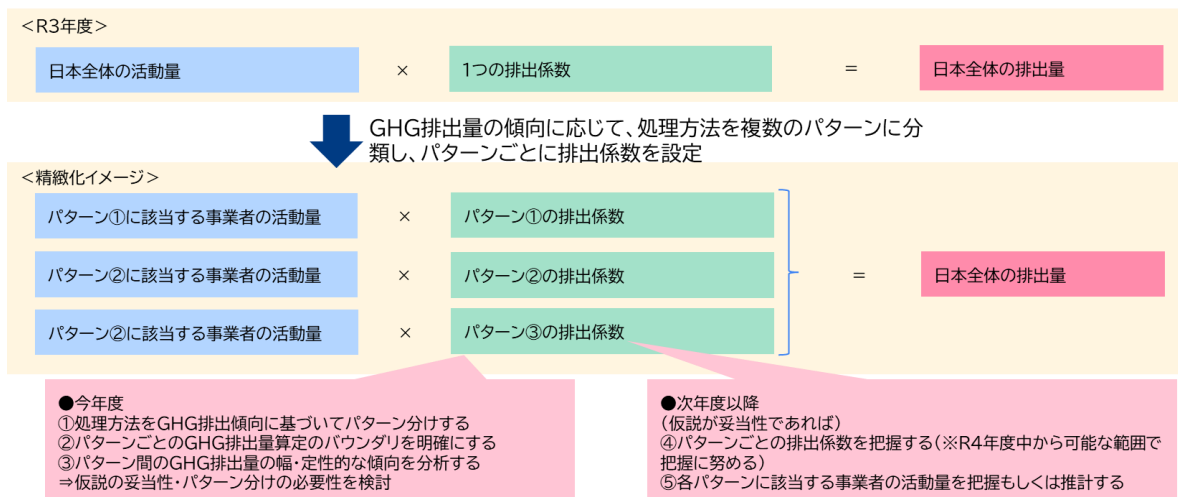 ＜R3年度＞
日本全体の活動量 × 1つの排出係数 ＝ 日本全体の排出量
GHG排出量の傾向に応じて、処理方法を複数のパターンに分
類し、パターンごとに排出係数を設定
＜精緻化イメージ＞
パターン①に該当する事業者の活動量 × パターン①の排出係数
パターン②に該当する事業者の活動量 × パターン②の排出係数 ＝ 日本全体の排出量
パターン②に該当する事業者の活動量 × パターン③の排出係数
●今年度
①処理方法をGHG排出傾向に基づいてパターン分けする
②パターンごとのGHG排出量算定のバウンダリを明確にする
③パターン間のGHG排出量の幅・定性的な傾向を分析する
⇒仮説の妥当性・パターン分けの必要性を検討
●次年度以降
（仮説が妥当性であれば）
④パターンごとの排出係数を把握する（※R4年度中から可能な範囲で
把握に努める）
⑤各パターンに該当する事業者の活動量を把握もしくは推計する